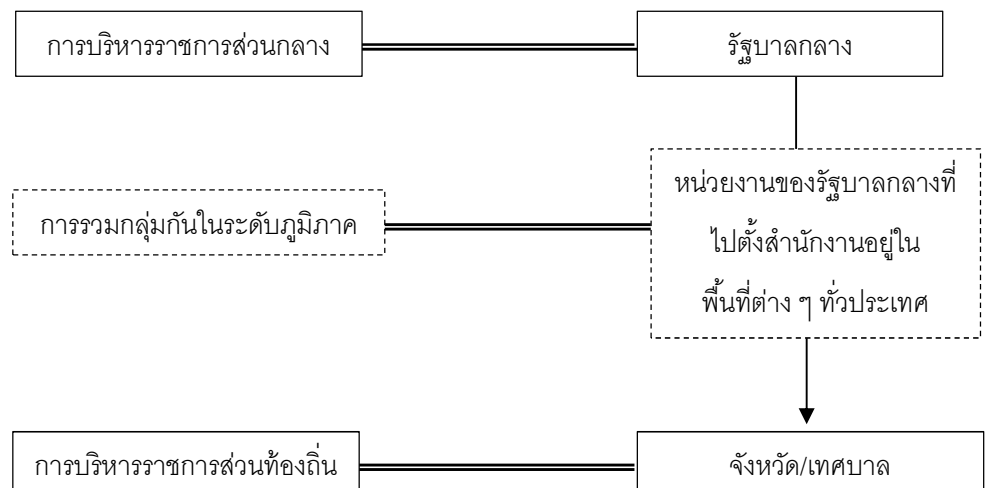 การบริหารราชการส่วนกลาง
รัฐบาลกลาง
การรวมกลุ่มกันในระดับภูมิภาค
หน่วยงานของรัฐบาลกลางที่
ไปตั้งสำนักงานอยู่ใน
พื้นที่ต่าง ๆ ทั่วประเทศ
การบริหารราชการส่วนท้องถิ่น
จังหวัด/เทศบาล